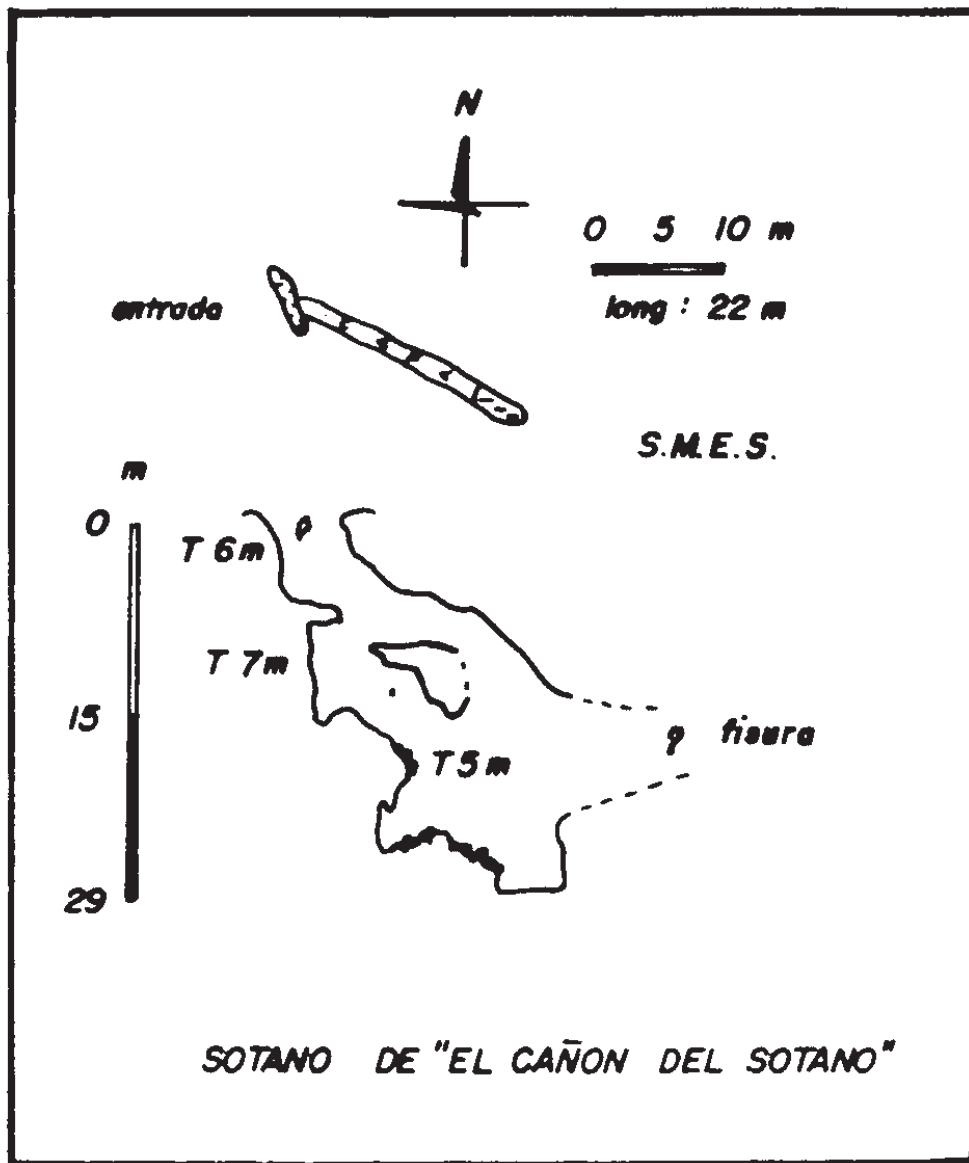 N
0 5 10 m
entrada
long : 22 m
S.M.E.S.
m
0
T 6m
T 7m
15
fisura
T 5m
29
SOTANO DE "EL CAÑON DEL SOTANO"